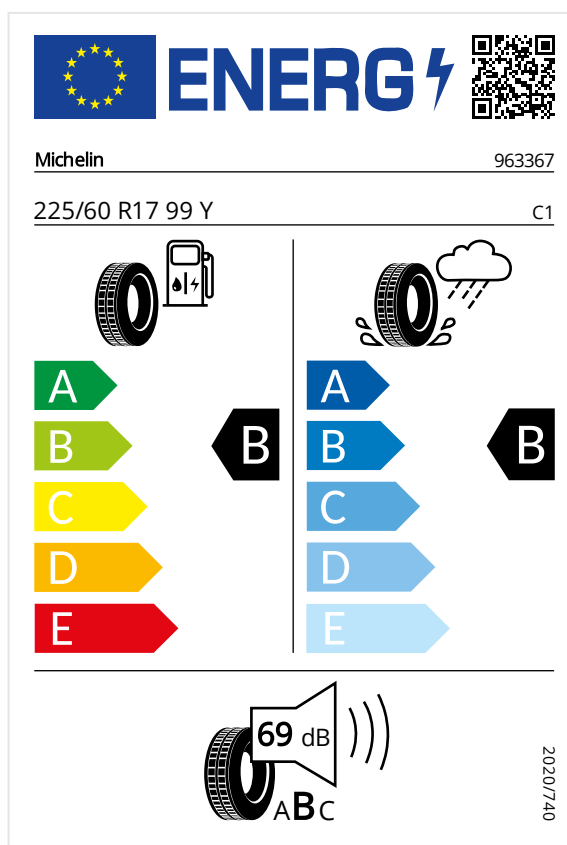 ENERG
Michelin
963367
225/60 R17 99 Y
C1
A
B
C
D
E
B
A
B
C
D
E
B
69 dB
ABC
2020/740